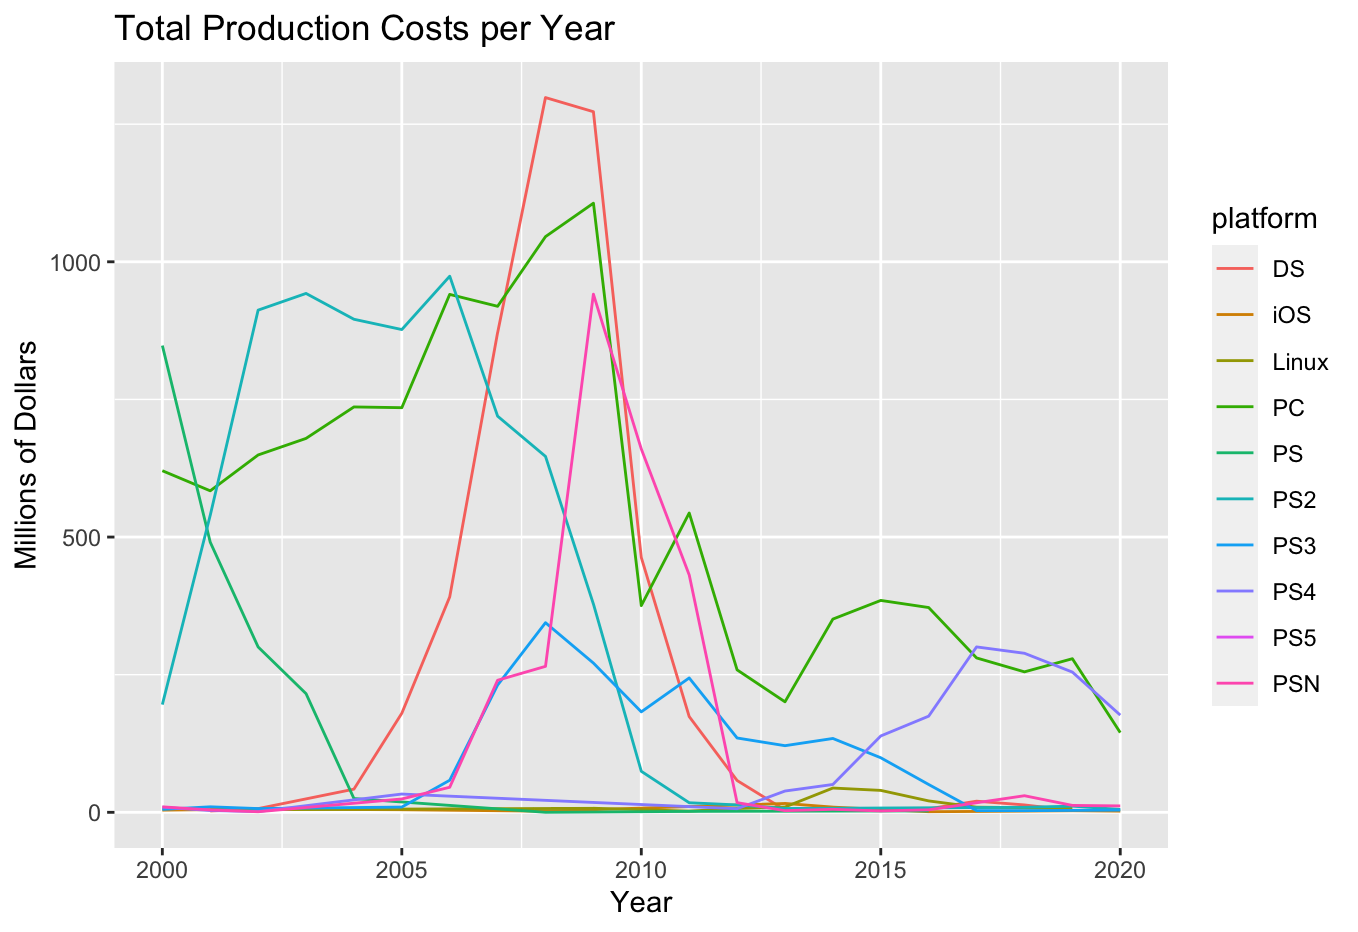 Total Production Costs per Year
Millions of Dollars
1000
500
0
2000 2005 2010 2015 2020
Year
platform
DS
iOS
Linux
PC
PS
PS2
PS3
PS4
PS5
PSN